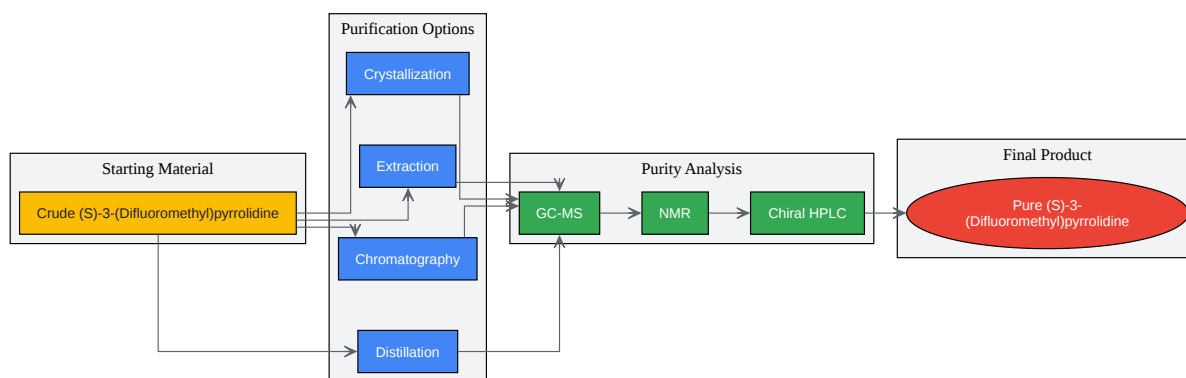 Purification Options
Crystallization
Starting Material
Crude (S)-3-(Difluoromethyl)pyrrolidine
Extraction
Chromatography
Distillation
Purity Analysis
GC-MS
NMR
Chiral HPLC
Final Product
Pure (S)-3-
(Difluoromethyl)pyrrolidine